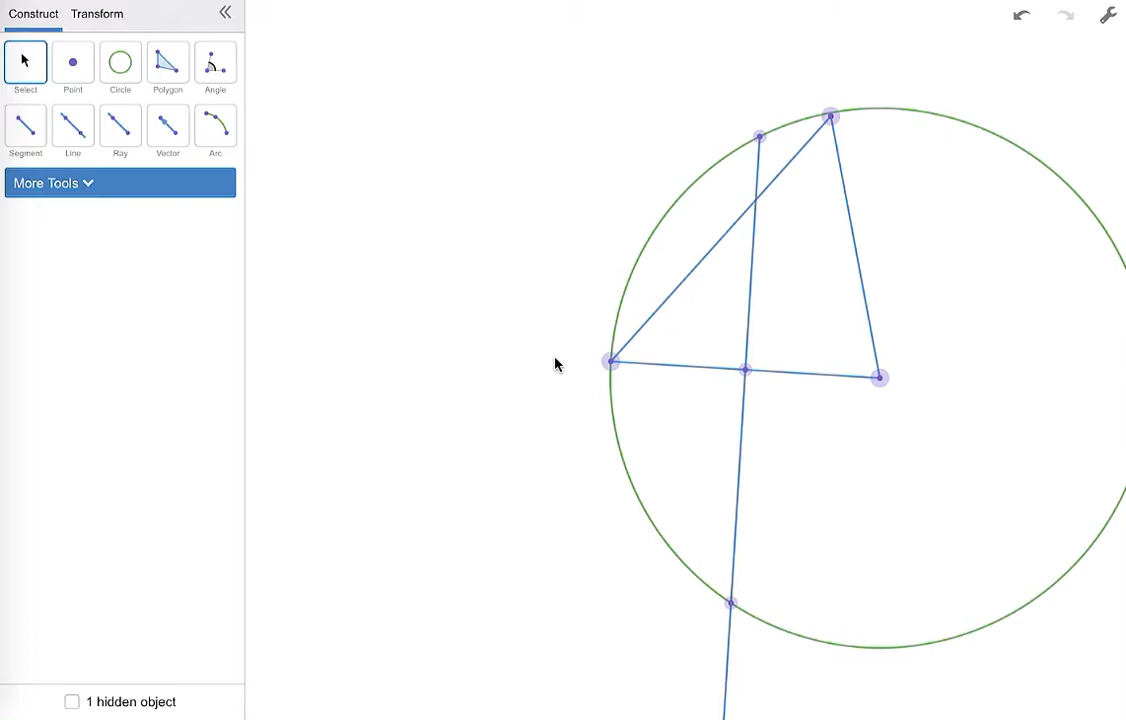 Construct Transform
Select Point Circle Polygon Angle
Segment Line Ray Vector Arc
More Tools
1 hidden object